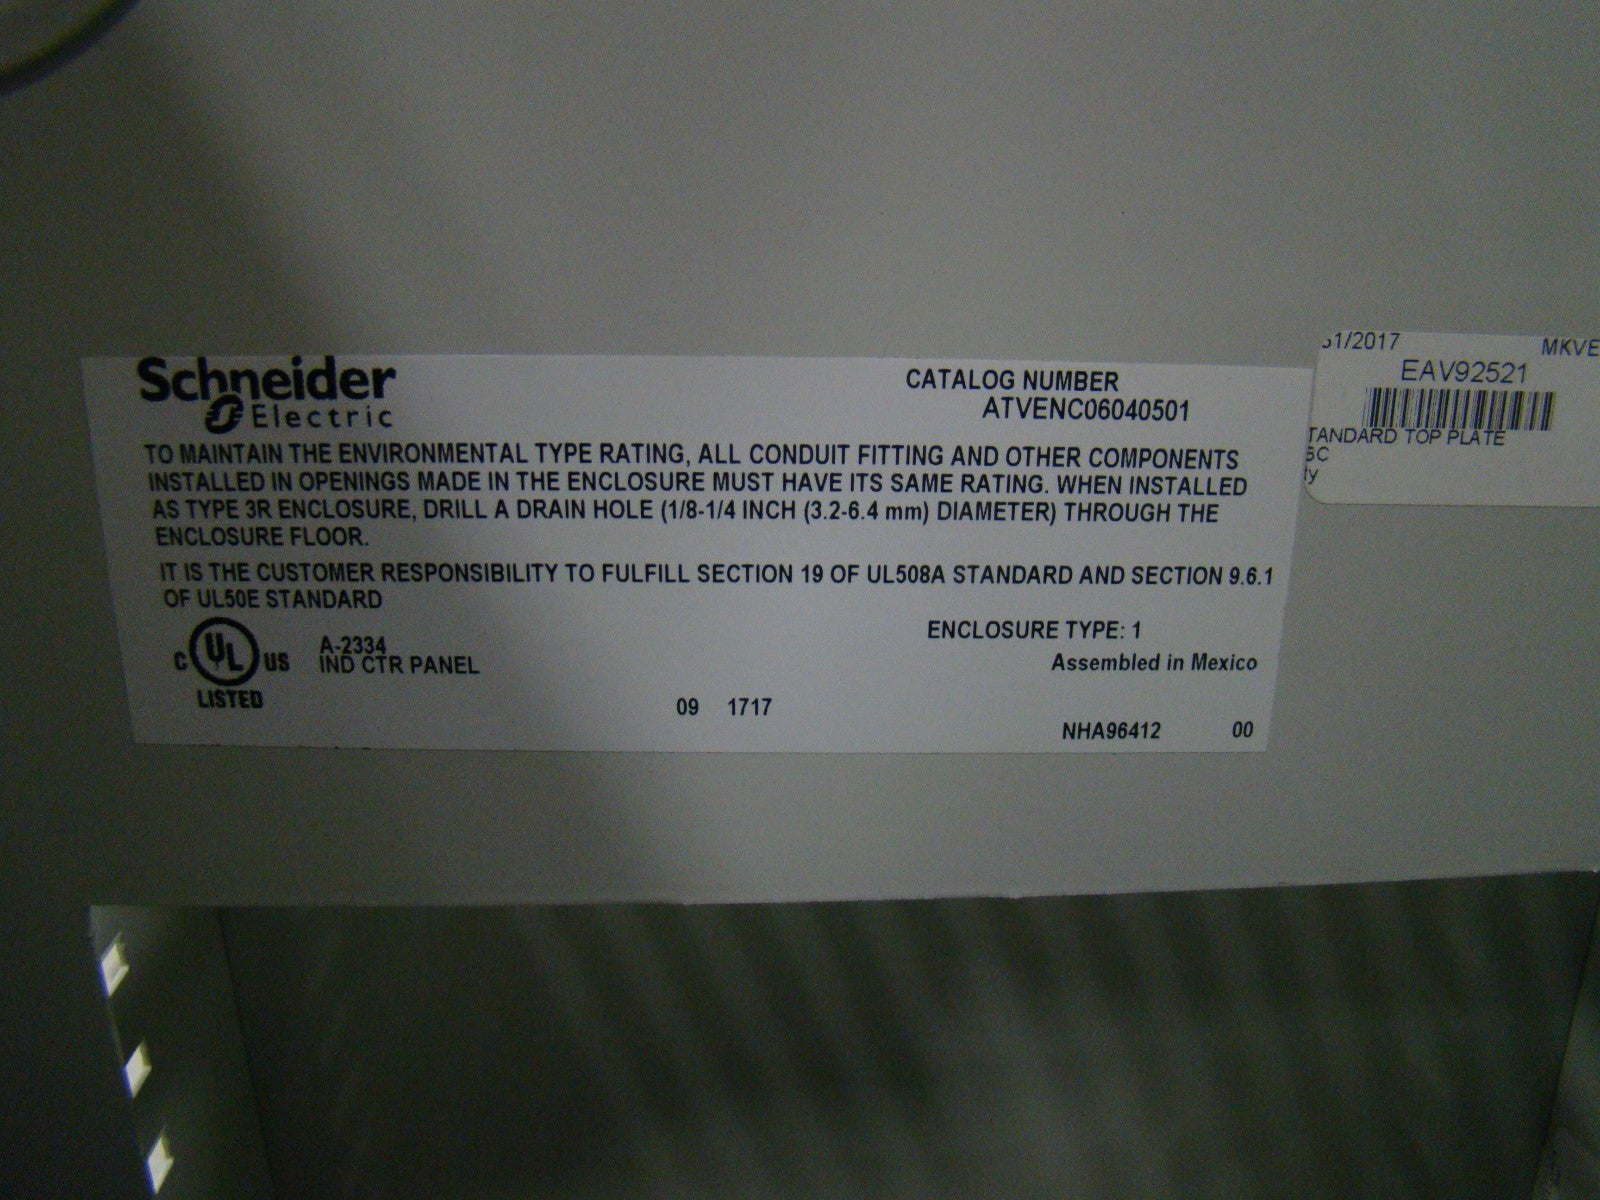 Schneider
Electric
CATALOG NUMBER
ATVENC06040501
TO MAINTAIN THE ENVIRONMENTAL TYPE RATING, ALL CONDUIT FITTING AND OTHER COMPONENTS
INSTALLED IN OPENINGS MADE IN THE ENCLOSURE MUST HAVE ITS SAME RATING. WHEN INSTALLED
AS TYPE 3R ENCLOSURE, DRILL A DRAIN HOLE (1/8-1/4 INCH (3.2-6.4 mm) DIAMETER) THROUGH THE
ENCLOSURE FLOOR.
IT IS THE CUSTOMER RESPONSIBILITY TO FULFILL SECTION 19 OF UL508A STANDARD AND SECTION 9.6.1
OF UL50E STANDARD
C UL US
LISTED
A-2334
IND CTR PANEL
ENCLOSURE TYPE: 1
Assembled in Mexico
09 1717
NHA96412 00
1/2017 MKVE
EAV92521
TANDARD TOP PLATE